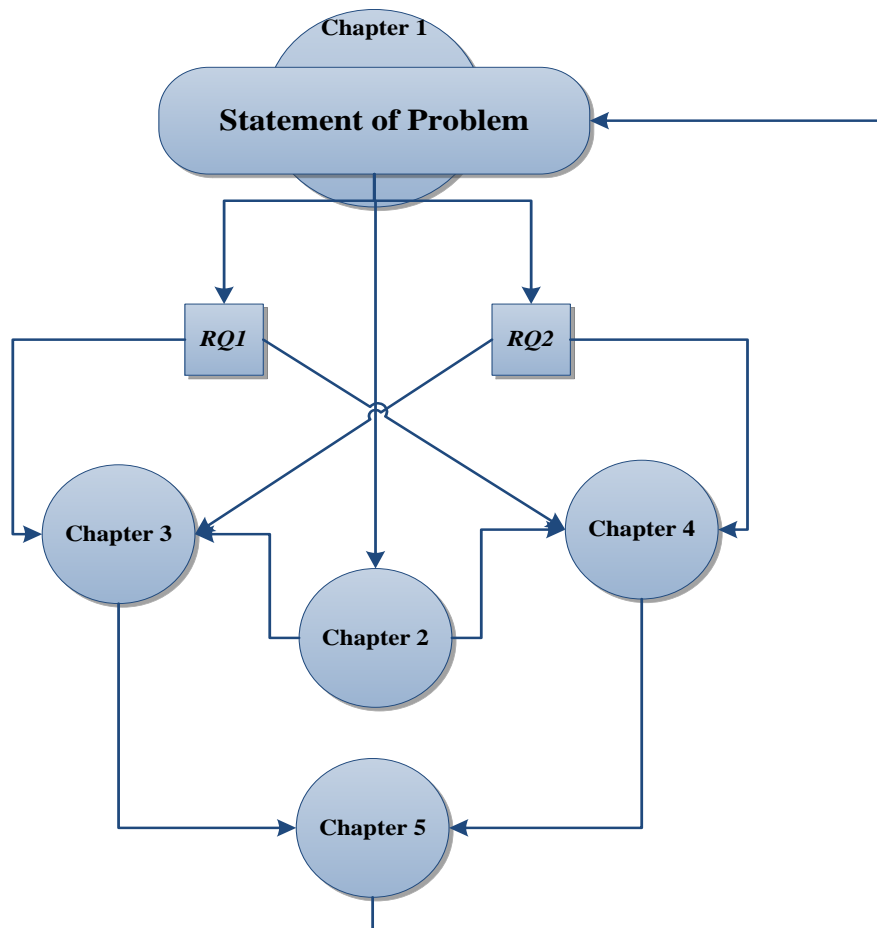 Chapter 1
Statement of Problem
RQ1
RQ2
Chapter 3
Chapter 4
Chapter 2
Chapter 5